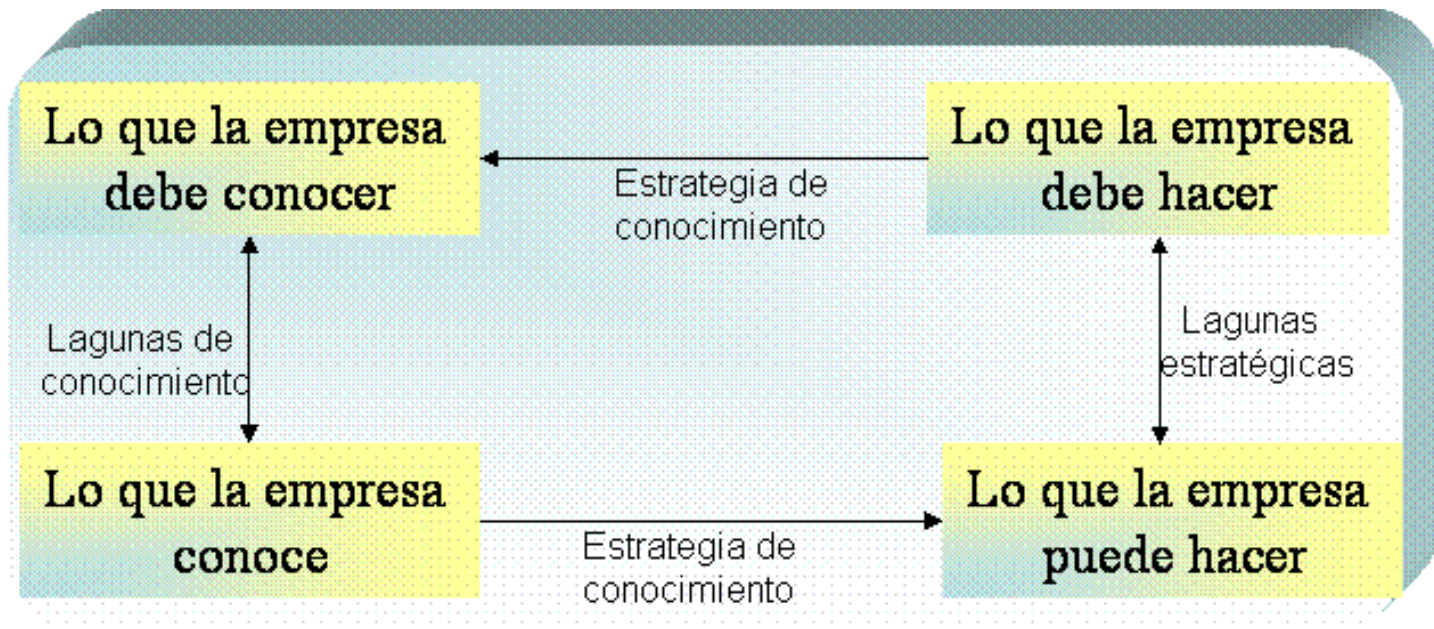 Lo que la empresa
debe conocer
Estrategia de
conocimiento
Lo que la empresa
debe hacer
Lagunas de
conocimiento
Lagunas
estratégicas
Lo que la empresa
conoce
Estrategia de
conocimiento
Lo que la empresa
puede hacer